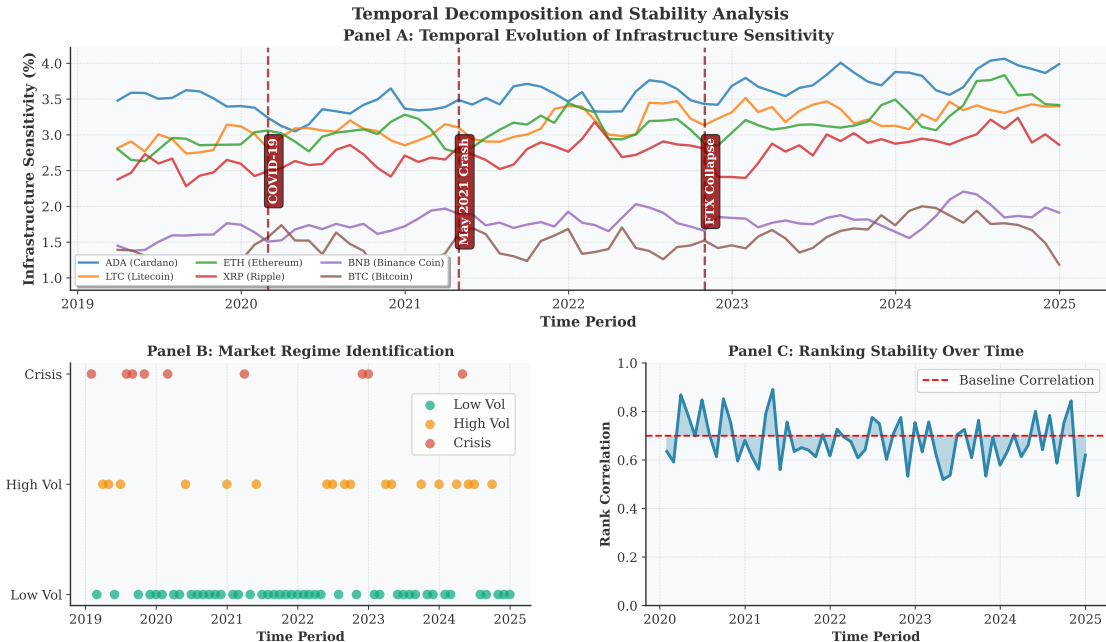 Temporal Decomposition and Stability Analysis
Panel A: Temporal Evolution of Infrastructure Sensitivity
Infrastructure Sensitivity (%)
4.0
3.5
3.0
2.5
2.0
1.5
1.0
COVID-19
May 2021 Crash
FTX Collapse
ADA (Cardano) ETH (Ethereum) BNB (Binance Coin)
LTC (Litecoin) XRP (Ripple) BTC (Bitcoin)
2019 2020 2021 2022 2023 2024 2025
Time Period
Panel B: Market Regime Identification
Crisis
High Vol
Low Vol
Low Vol
High Vol
Crisis
2019 2020 2021 2022 2023 2024 2025
Time Period
Panel C: Ranking Stability Over Time
Rank Correlation
1.0
0.8
0.6
0.4
0.2
0.0
Baseline Correlation
2020 2021 2022 2023 2024 2025
Time Period